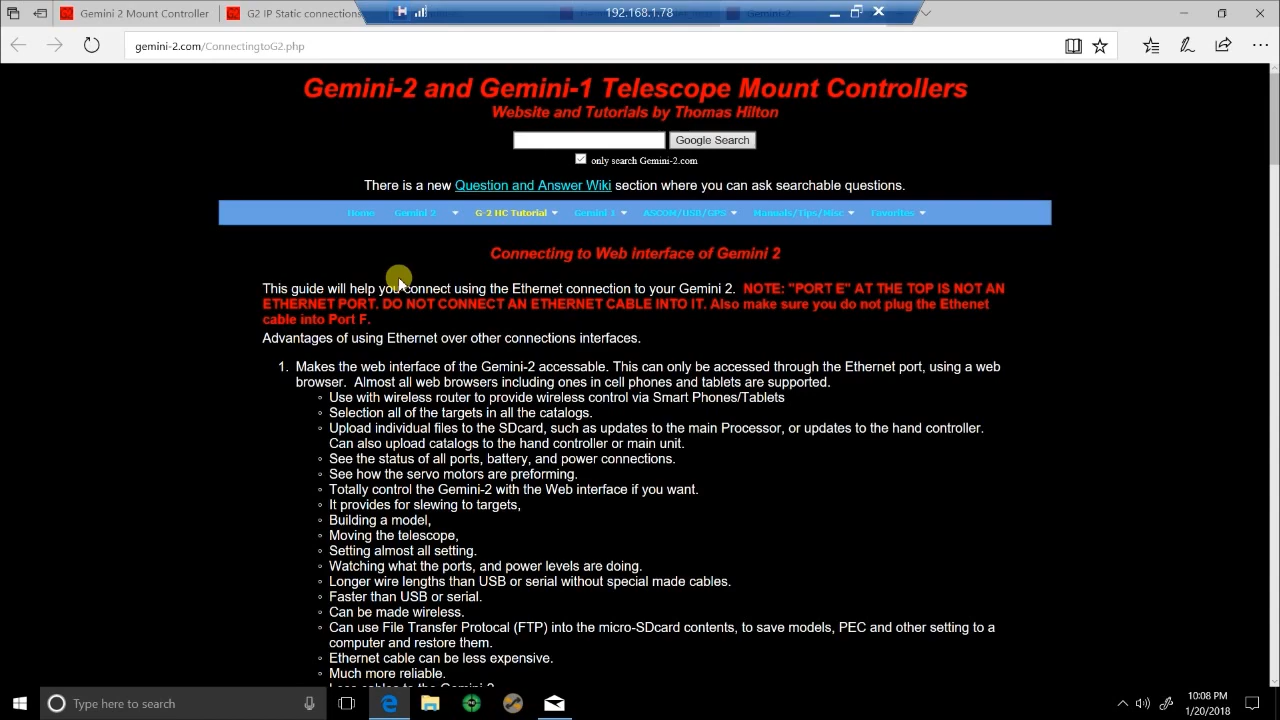 Gemini 2 Mount Controller
G2 IP Static connections
192.168.1.78
gemini-2.com/ConnectingtoG2.php
Gemini-2 and Gemini-1 Telescope Mount Controllers
Website and Tutorials by Thomas Hilton
Google Search
only search Gemini-2.com
There is a new Question and Answer Wiki section where you can ask searchable questions.
Home Gemini 2 G-2 HC Tutorial Gemini 1 ASCOM/USB/GPS Manuals/Tips/Misc Favorites
Connecting to Web interface of Gemini 2
This guide will help you connect using the Ethernet connection to your Gemini 2. NOTE: "PORT E" AT THE TOP IS NOT AN
ETHERNET PORT. DO NOT CONNECT AN ETHERNET CABLE INTO IT. Also make sure you do not plug the Ethenet
cable into Port F.
Advantages of using Ethernet over other connections interfaces.
1. Makes the web interface of the Gemini-2 accessable. This can only be accessed through the Ethernet port, using a web
browser. Almost all web browsers including ones in cell phones and tablets are supported.
◦ Use with wireless router to provide wireless control via Smart Phones/Tablets
◦ Selection all of the targets in all the catalogs.
◦ Upload individual files to the SDcard, such as updates to the main Processor, or updates to the hand controller.
Can also upload catalogs to the hand controller or main unit.
◦ See the status of all ports, battery, and power connections.
◦ See how the servo motors are preforming.
◦ Totally control the Gemini-2 with the Web interface if you want.
◦ It provides for slewing to targets,
◦ Building a model,
◦ Moving the telescope,
◦ Setting almost all setting.
◦ Watching what the ports, and power levels are doing.
◦ Longer wire lengths than USB or serial without special made cables.
◦ Faster than USB or serial.
◦ Can be made wireless.
◦ Can use File Transfer Protocal (FTP) into the micro-SDcard contents, to save models, PEC and other setting to a
computer and restore them.
◦ Ethernet cable can be less expensive.
◦ Much more reliable.
Type here to search
10:08 PM
1/20/2018